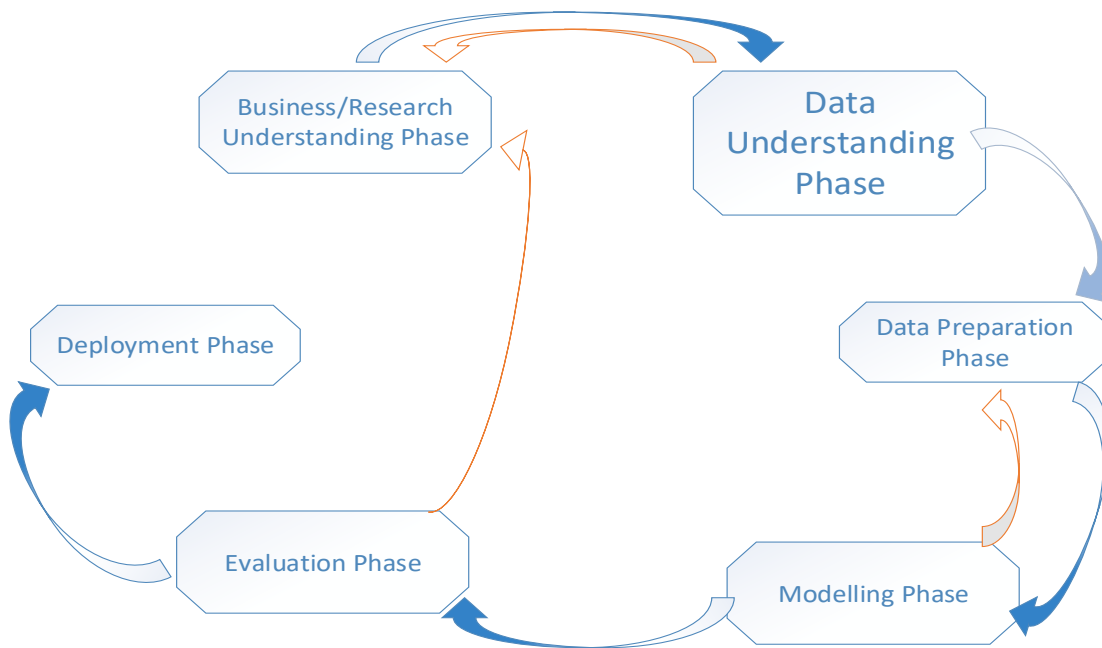 Business/Research
Understanding Phase
Data
Understanding
Phase
Deployment Phase
Data Preparation
Phase
Evaluation Phase
Modelling Phase